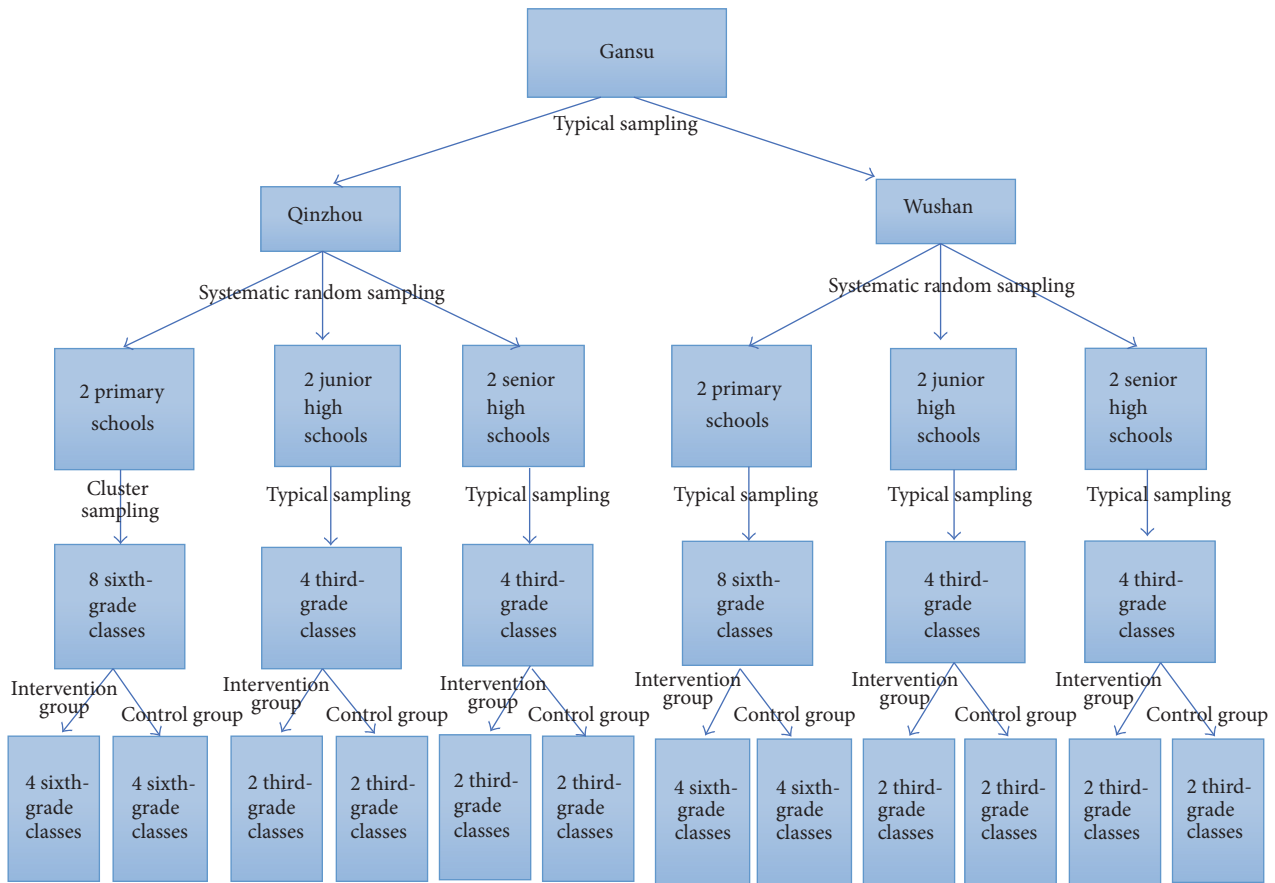 Gansu
Typical sampling
Qinzhou
Wushan
Systematic random sampling
Systematic random sampling
2 primary
schools
2 junior
high
schools
2 senior
high
schools
2 primary
schools
2 junior
high
schools
2 senior
high
schools
Cluster
sampling
Typical sampling
Typical sampling
Typical sampling
Typical sampling
Typical sampling
8 sixth-
grade
classes
4 third-
grade
classes
4 third-
grade
classes
8 sixth-
grade
classes
4 third-
grade
classes
4 third-
grade
classes
Intervention
group
Control group
Intervention
group
Control group
Intervention
group
Control group
Intervention
group
Control group
Intervention
group
Control group
Intervention
group
Control group
4 sixth-
grade
classes
4 sixth-
grade
classes
2 third-
grade
classes
2 third-
grade
classes
2 third-
grade
classes
2 third-
grade
classes
4 sixth-
grade
classes
4 sixth-
grade
classes
2 third-
grade
classes
2 third-
grade
classes
2 third-
grade
classes
2 third-
grade
classes